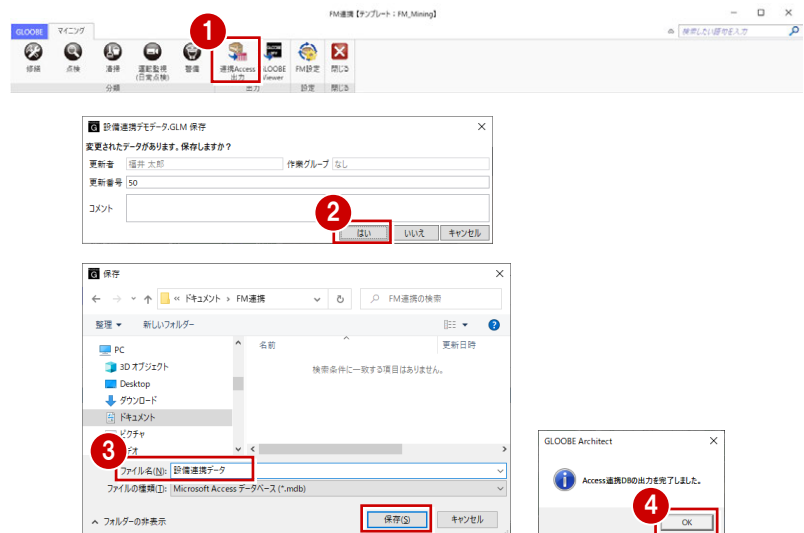 FM連携【テンプレート：FM_Mining】
GLOOBE マイニング
検索したい語句を入力
1
修繕 点検 清掃 運転監視 (日常点検) 警備 連携Access 出力 GLOOBE Viewer FM設定 閉じる
分類 出力 設定 閉じる
設備連携デモデータ.GLM 保存
変更されたデータがあります。保存しますか？
更新者 福井 太郎 作業グループ なし
更新番号 50
コメント
2
はい いいえ キャンセル
保存
« ドキュメント › FM連携
FM連携の検索
整理 新しいフォルダー
PC
3D オブジェクト
Desktop
ダウンロード
ドキュメント
ピクチャ
名前 更新日時
検索条件に一致する項目はありません。
3
ファイル名(N): 設備連携データ
ファイルの種類(T): Microsoft Access データベース (*.mdb)
フォルダーの非表示 保存(S) キャンセル
GLOOBE Architect
Access連携DBの出力を完了しました。
4
OK